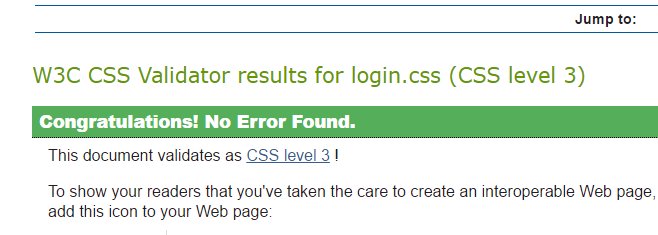 Jump to:
W3C CSS Validator results for login.css (CSS level 3)
Congratulations! No Error Found.
This document validates as CSS level 3 !
To show your readers that you've taken the care to create an interoperable Web page,
add this icon to your Web page: